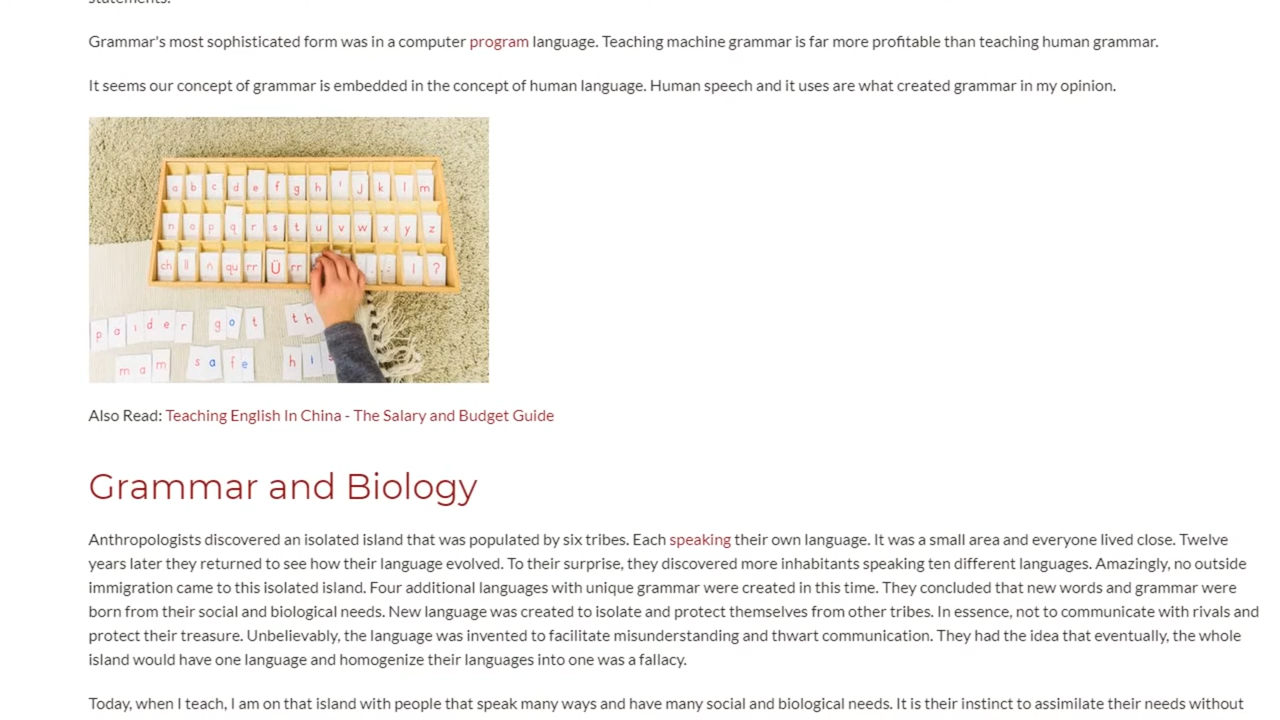 statements.
Grammar's most sophisticated form was in a computer program language. Teaching machine grammar is far more profitable than teaching human grammar.
It seems our concept of grammar is embedded in the concept of human language. Human speech and it uses are what created grammar in my opinion.
a b c d e f g h i j k l m
n o p q r s t u v w x y z
ch ll n qu rr Ü rr ?
p a i d e r g o t t h
m a m s a f e h i s
Also Read: Teaching English In China - The Salary and Budget Guide
Grammar and Biology
Anthropologists discovered an isolated island that was populated by six tribes. Each speaking their own language. It was a small area and everyone lived close. Twelve
years later they returned to see how their language evolved. To their surprise, they discovered more inhabitants speaking ten different languages. Amazingly, no outside
immigration came to this isolated island. Four additional languages with unique grammar were created in this time. They concluded that new words and grammar were
born from their social and biological needs. New language was created to isolate and protect themselves from other tribes. In essence, not to communicate with rivals and
protect their treasure. Unbelievably, the language was invented to facilitate misunderstanding and thwart communication. They had the idea that eventually, the whole
island would have one language and homogenize their languages into one was a fallacy.
Today, when I teach, I am on that island with people that speak many ways and have many social and biological needs. It is their instinct to assimilate their needs without